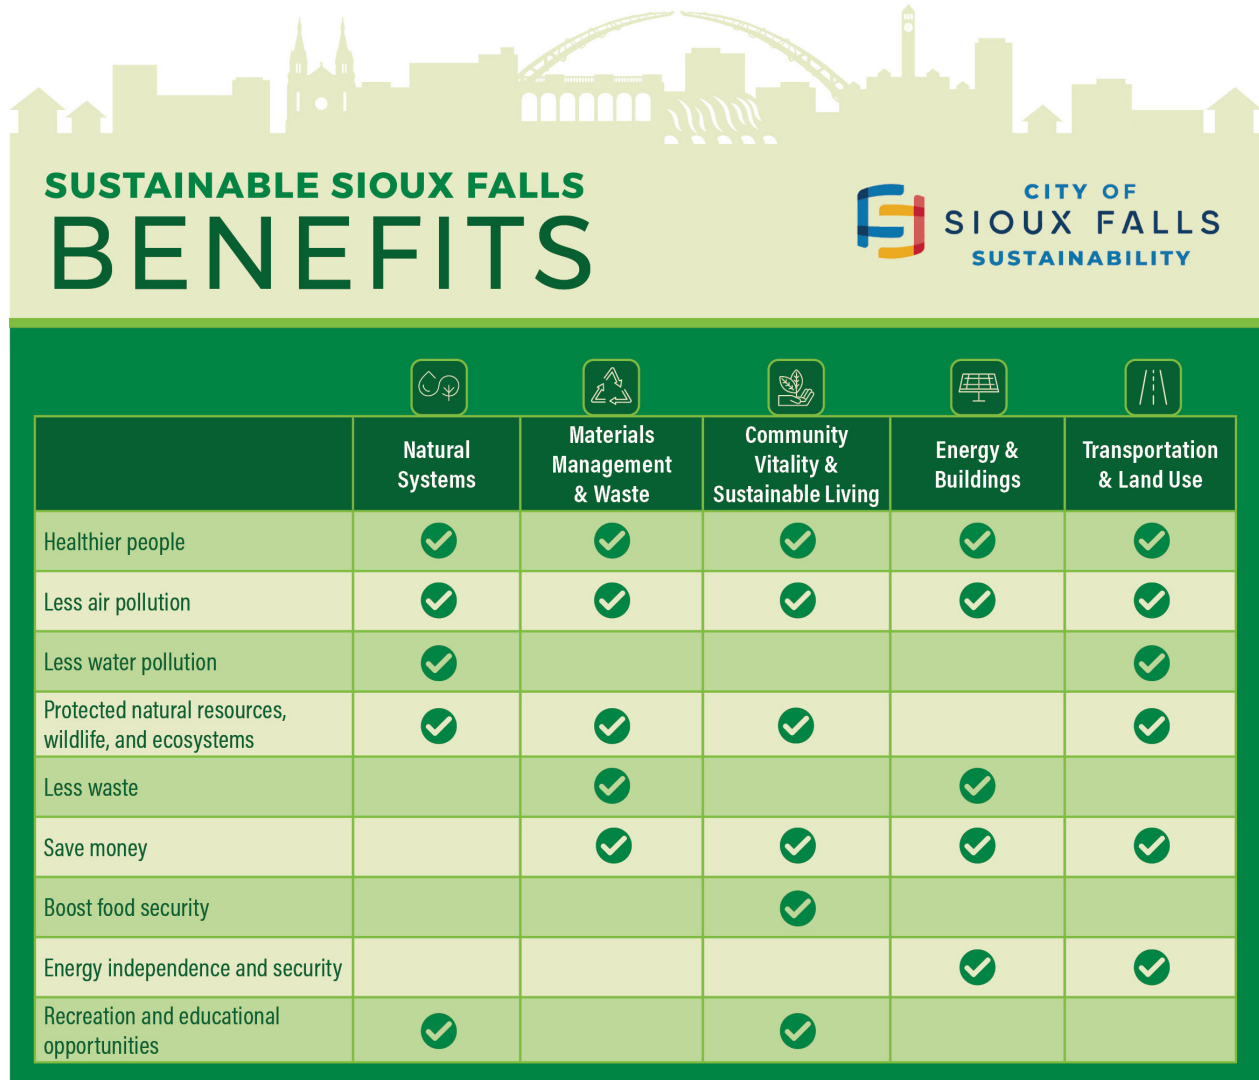 SUSTAINABLE SIOUX FALLS
BENEFITS
CITY OF
SIOUX FALLS
SUSTAINABILITY
Natural
Systems
Materials
Management
& Waste
Community
Vitality &
Sustainable Living
Energy &
Buildings
Transportation
& Land Use
Healthier people
Less air pollution
Less water pollution
Protected natural resources,
wildlife, and ecosystems
Less waste
Save money
Boost food security
Energy independence and security
Recreation and educational
opportunities